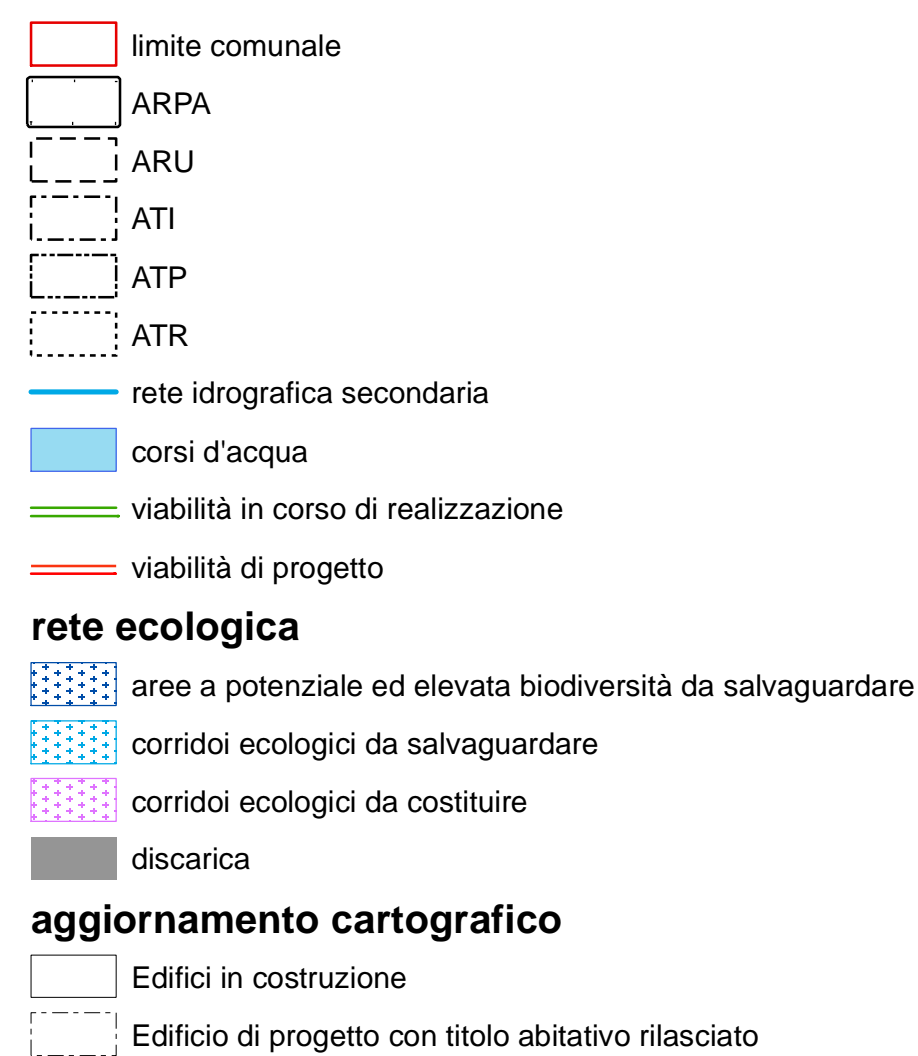 limite comunale
ARPA
ARU
ATI
ATP
ATR
rete idrografica secondaria
corsi d'acqua
viabilità in corso di realizzazione
viabilità di progetto
rete ecologica
aree a potenziale ed elevata biodiversità da salvaguardare
corridoi ecologici da salvaguardare
corridoi ecologici da costituire
discarica
aggiornamento cartografico
Edifici in costruzione
Edificio di progetto con titolo abitativo rilasciato